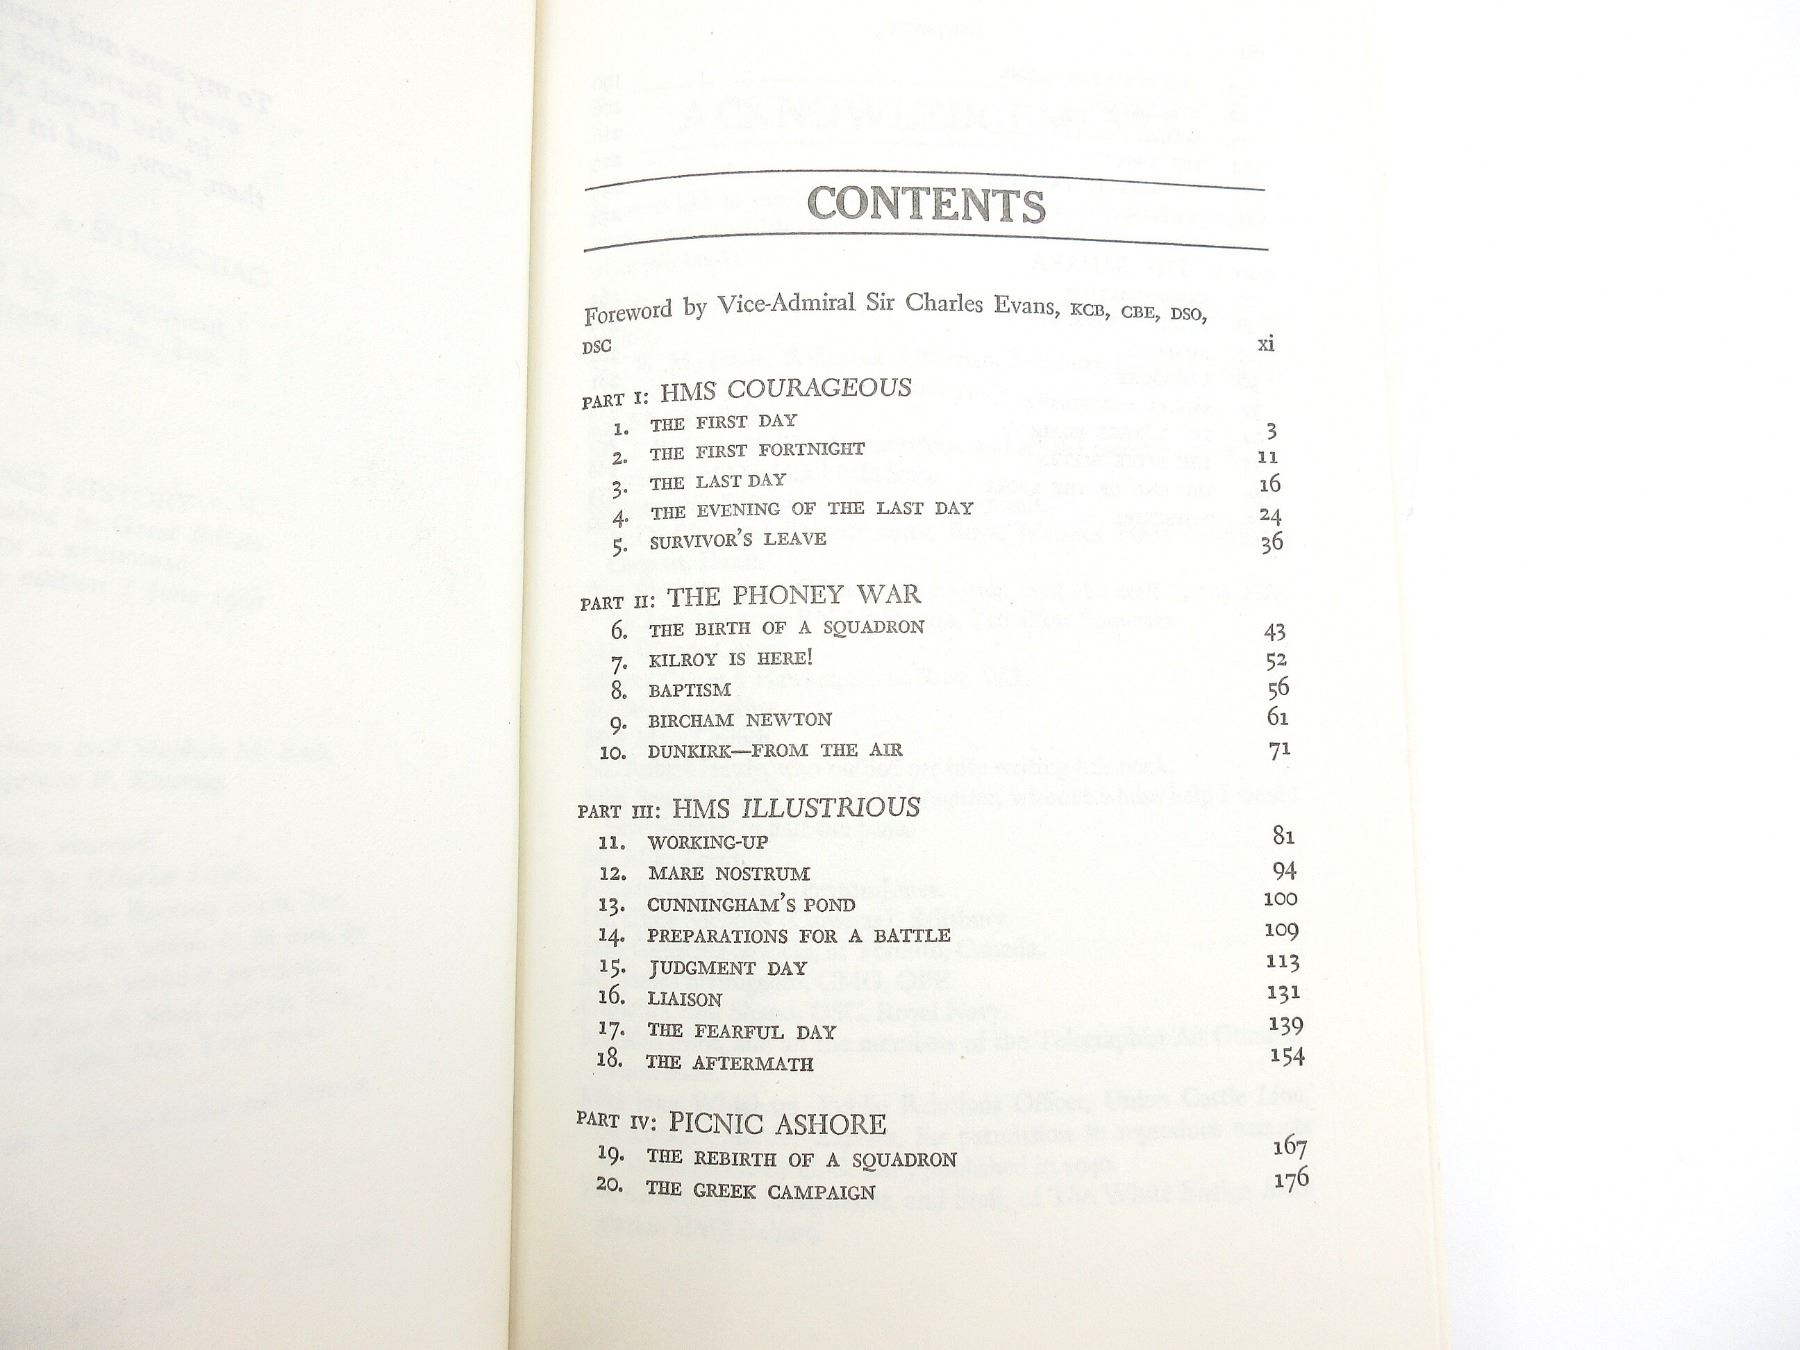 CONTENTS
Foreword by Vice-Admiral Sir Charles Evans, KCB, CBE, DSO,
DSC xi
PART I: HMS COURAGEOUS
1. THE FIRST DAY 3
2. THE FIRST FORTNIGHT 11
3. THE LAST DAY 16
4. THE EVENING OF THE LAST DAY 24
5. SURVIVOR'S LEAVE 36
PART II: THE PHONEY WAR
6. THE BIRTH OF A SQUADRON 43
7. KILROY IS HERE! 52
8. BAPTISM 56
9. BIRCHAM NEWTON 61
10. DUNKIRK—FROM THE AIR 71
PART III: HMS ILLUSTRIOUS
11. WORKING-UP 81
12. MARE NOSTRUM 94
13. CUNNINGHAM'S POND 100
14. PREPARATIONS FOR A BATTLE 109
15. JUDGMENT DAY 113
16. LIAISON 131
17. THE FEARFUL DAY 139
18. THE AFTERMATH 154
PART IV: PICNIC ASHORE
19. THE REBIRTH OF A SQUADRON 167
20. THE GREEK CAMPAIGN 176